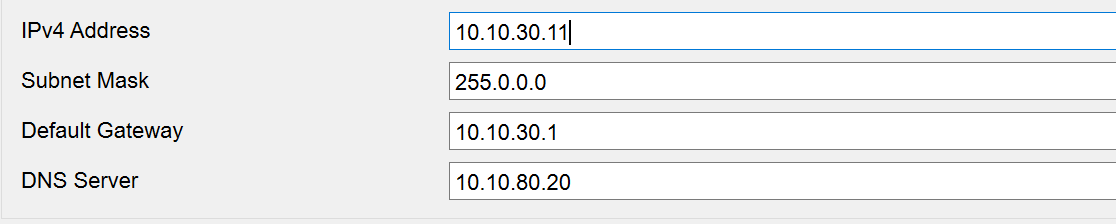 IPv4 Address 10.10.30.11
Subnet Mask 255.0.0.0
Default Gateway 10.10.30.1
DNS Server 10.10.80.20